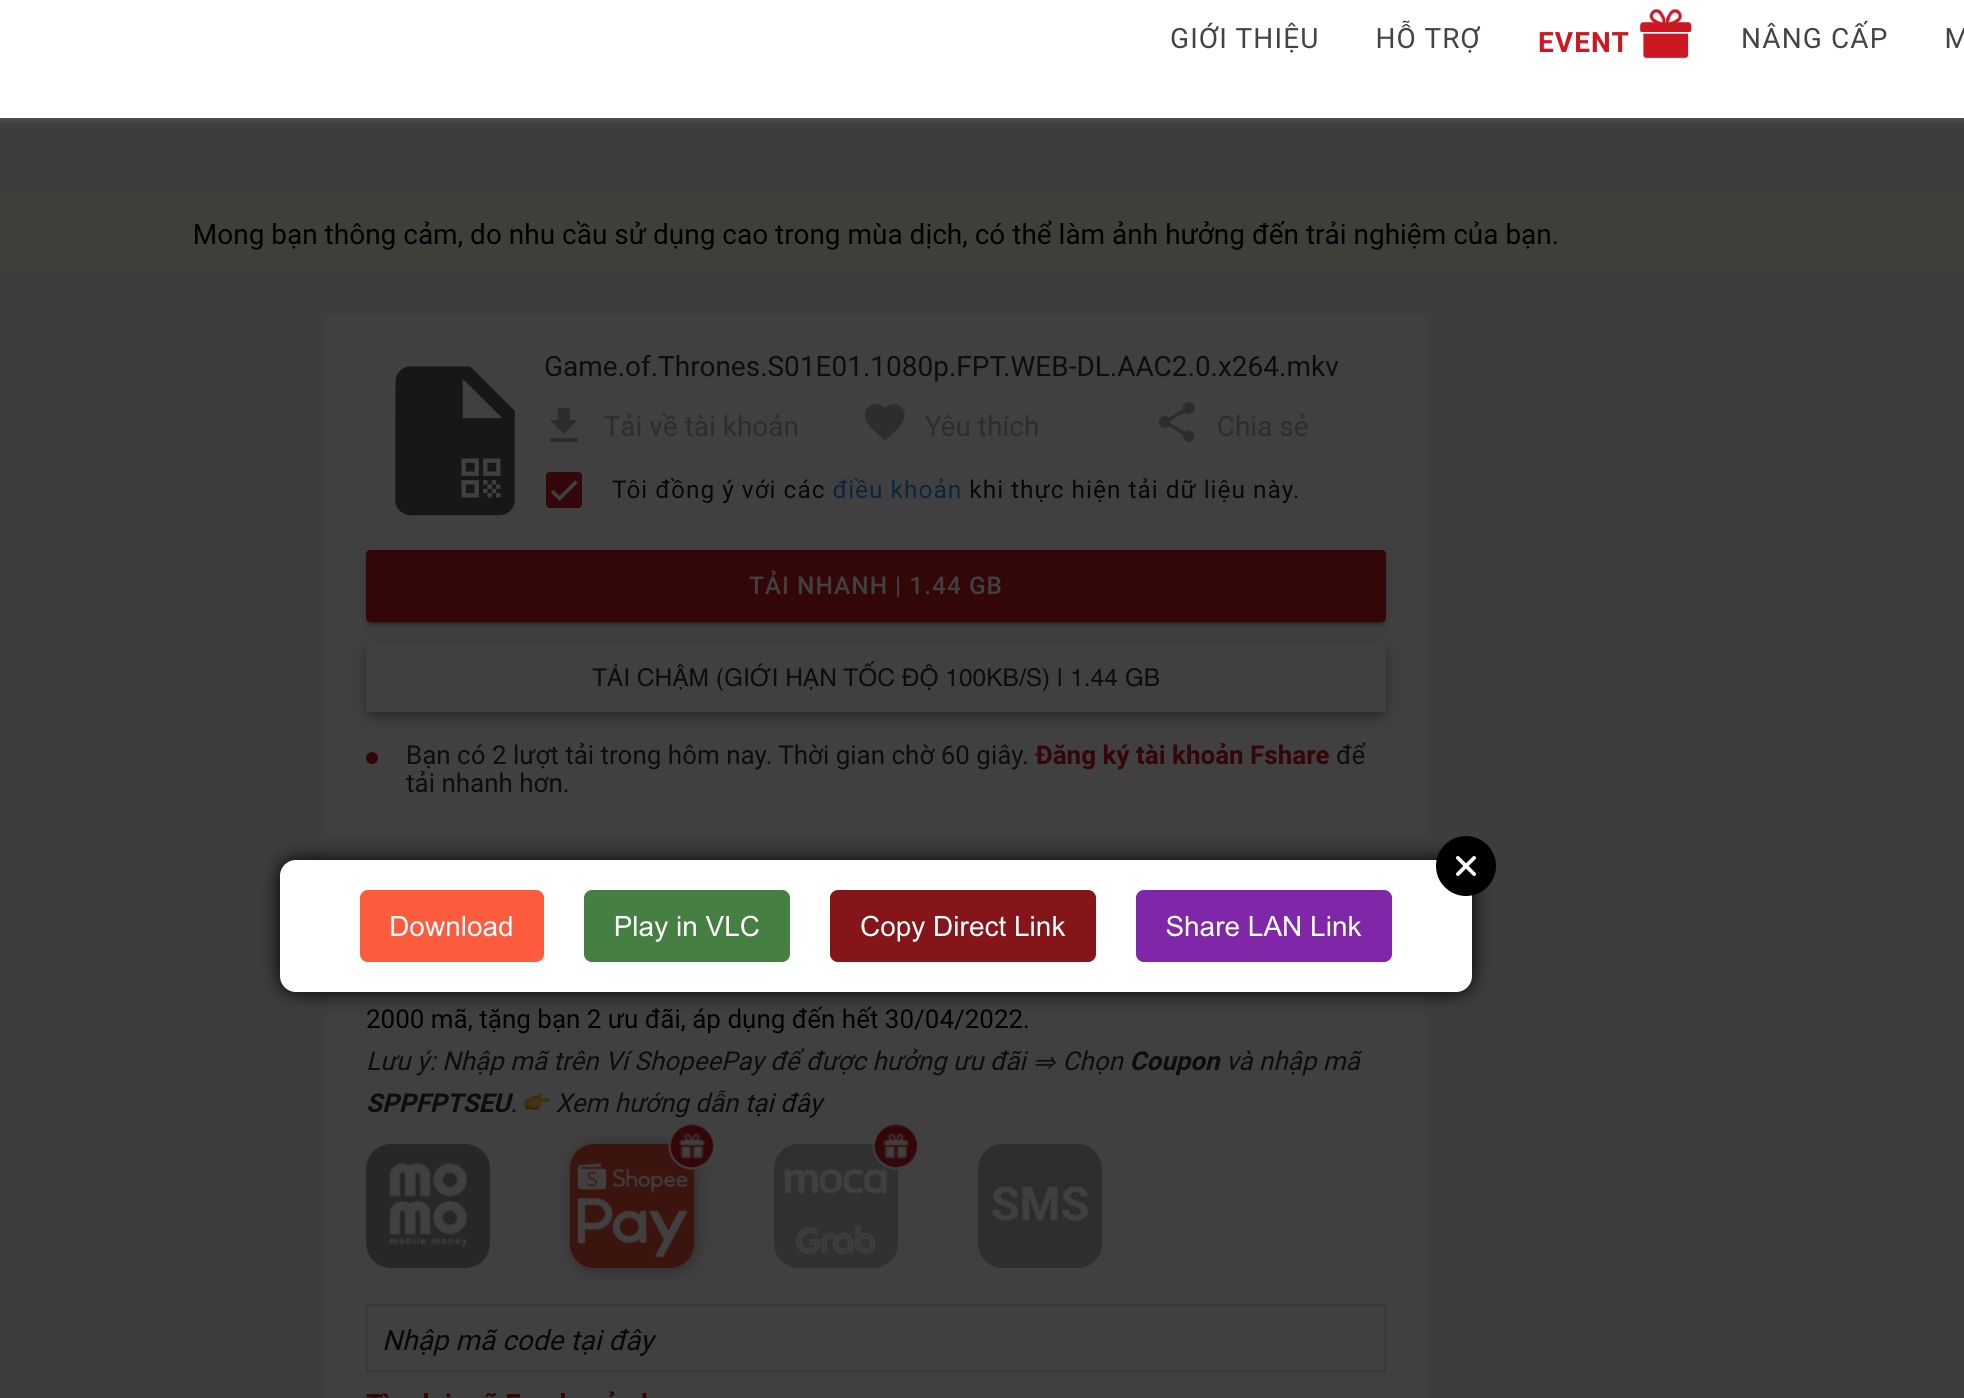 GIỚI THIỆU
HỖ TRỢ
EVENT
NÂNG CẤP
Mong bạn thông cảm, do nhu cầu sử dụng cao trong mùa dịch, có thể làm ảnh hưởng đến trải nghiệm của bạn.
Game.of.Thrones.S01E01.1080p.FPT.WEB-DL.AAC2.0.x264.mkv
Tải về tài khoản
Yêu thích
Chia sẻ
Tôi đồng ý với các điều khoản khi thực hiện tải dữ liệu này.
TẢI NHANH | 1.44 GB
TẢI CHẬM (GIỚI HẠN TỐC ĐỘ 100KB/S) | 1.44 GB
Bạn có 2 lượt tải trong hôm nay. Thời gian chờ 60 giây. Đăng ký tài khoản Fshare để
tải nhanh hơn.
Download
Play in VLC
Copy Direct Link
Share LAN Link
2000 mã, tặng bạn 2 ưu đãi, áp dụng đến hết 30/04/2022.
Lưu ý: Nhập mã trên Ví ShopeePay để được hưởng ưu đãi ⇒ Chọn Coupon và nhập mã
SPPFPTSEU. 👉 Xem hướng dẫn tại đây
mo
mo
mobile money
S Shopee
Pay
moca
Grab
SMS
Nhập mã code tại đây